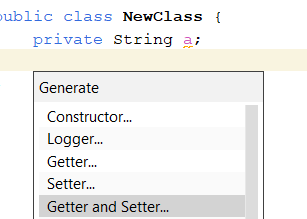 public class NewClass {
private String a;
Generate
Constructor...
Logger...
Getter...
Setter...
Getter and Setter...